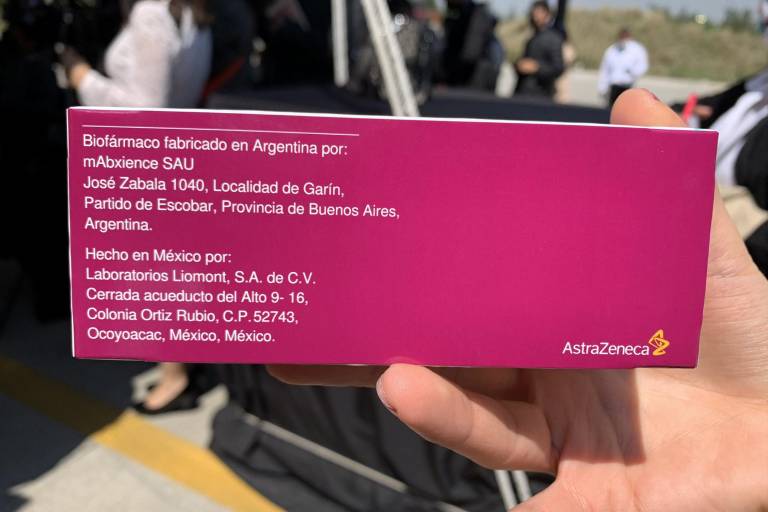 Biofármaco fabricado en Argentina por:
mAbxience SAU
José Zabala 1040, Localidad de Garín,
Partido de Escobar, Provincia de Buenos Aires,
Argentina.
Hecho en México por:
Laboratorios Liomont, S.A. de C.V.
Cerrada acueducto del Alto 9- 16,
Colonia Ortiz Rubio, C.P. 52743,
Ocoyoacac, México, México.
AstraZeneca